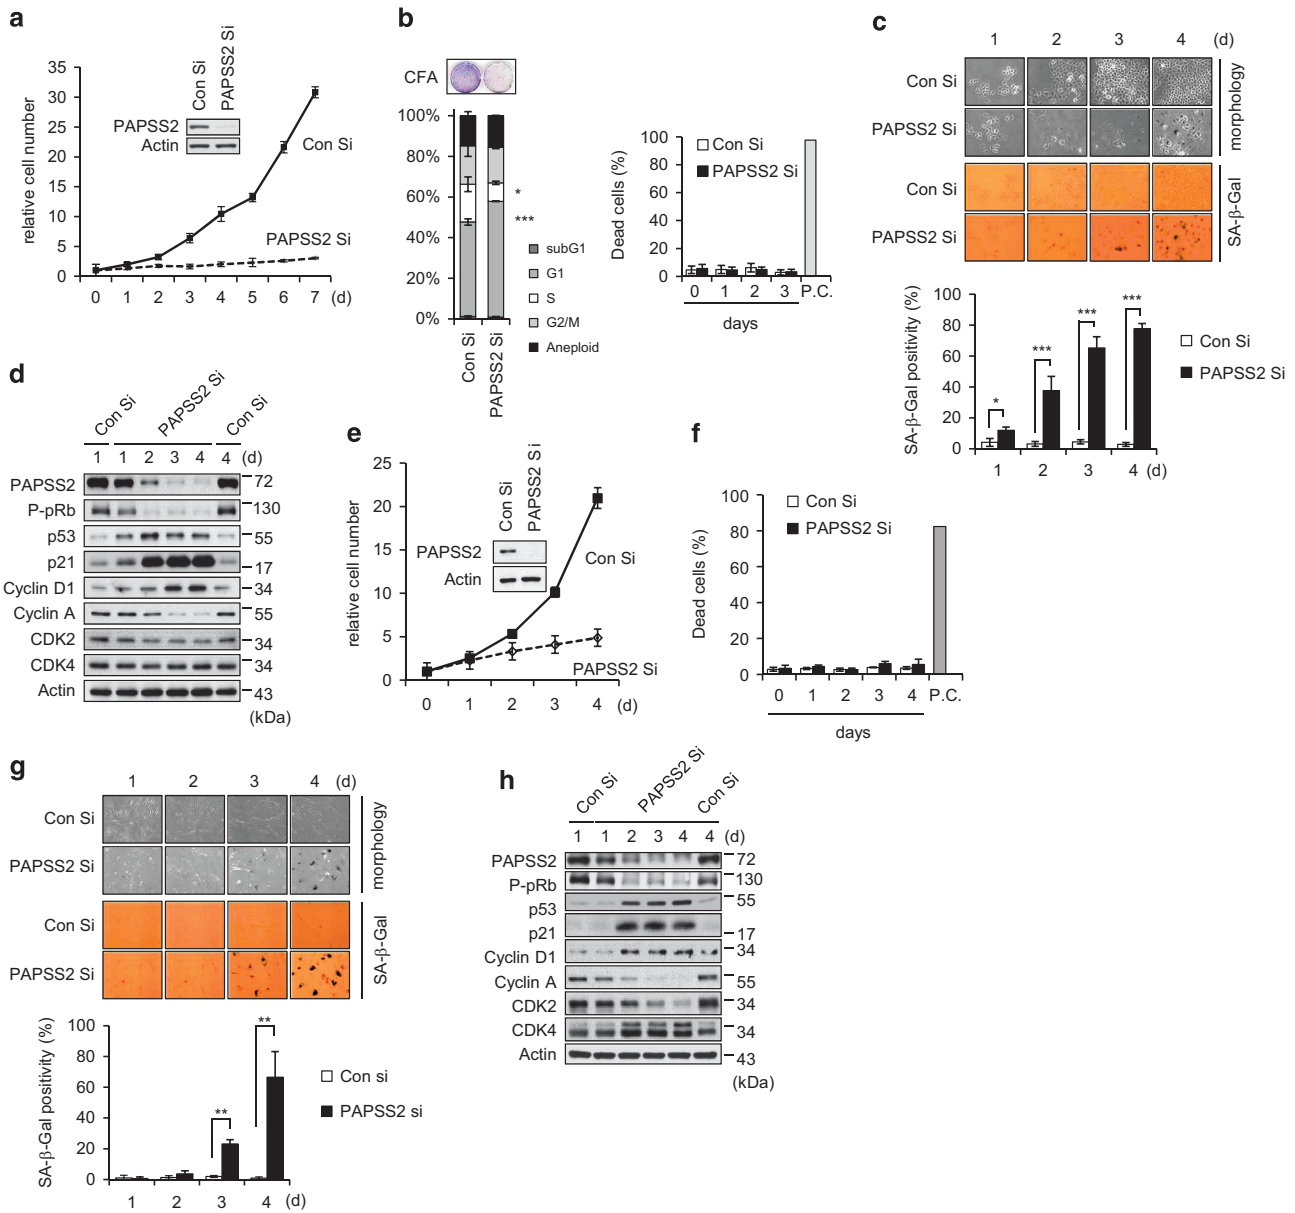 a
relative cell number
35
30
25
20
15
10
5
0
0 1 2 3 4 5 6 7 (d)
Con Si
PAPSS2 Si
PAPSS2
Actin
Con Si
PAPSS2 Si
b
CFA
100%
80%
60%
40%
20%
0%
*
***
Con Si
PAPSS2 Si
subG1
G1
S
G2/M
Aneploid
Dead cells (%)
100
80
60
40
20
0
Con Si
PAPSS2 Si
0 1 2 3 P.C.
days
c
1 2 3 4 (d)
Con Si
PAPSS2 Si
morphology
Con Si
PAPSS2 Si
SA-β-Gal
SA-β-Gal positivity (%)
100
80
60
40
20
0
*
***
***
***
1 2 3 4 (d)
Con Si
PAPSS2 Si
d
Con Si PAPSS2 Si Con Si
1 1 2 3 4 4 (d)
PAPSS2 72
P-pRb 130
p53 55
p21 17
Cyclin D1 34
Cyclin A 55
CDK2 34
CDK4 34
Actin 43
(kDa)
e
relative cell number
25
20
15
10
5
0
0 1 2 3 4 (d)
Con Si
PAPSS2 Si
PAPSS2
Actin
Con Si
PAPSS2 Si
f
Dead cells (%)
100
80
60
40
20
0
Con Si
PAPSS2 Si
0 1 2 3 4 P.C.
days
g
1 2 3 4 (d)
Con Si
PAPSS2 Si
morphology
Con Si
PAPSS2 Si
SA-β-Gal
SA-β-Gal positivity (%)
100
80
60
40
20
0
**
**
1 2 3 4 (d)
Con si
PAPSS2 si
h
Con Si PAPSS2 Si Con Si
1 1 2 3 4 4 (d)
PAPSS2 72
P-pRb 130
p53 55
p21 17
Cyclin D1 34
Cyclin A 55
CDK2 34
CDK4 34
Actin 43
(kDa)